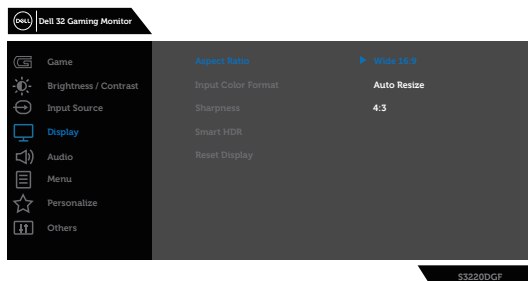 DELL
Dell 32 Gaming Monitor
Game
Brightness / Contrast
Input Source
Display
Audio
Menu
Personalize
Others
Aspect Ratio
Input Color Format
Sharpness
Smart HDR
Reset Display
Wide 16:9
Auto Resize
4:3
S3220DGF